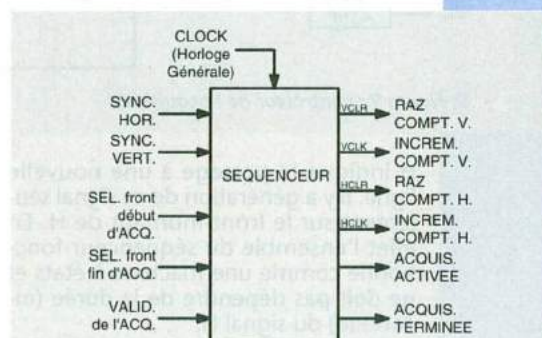 CLOCK
(Horloge
Générale)
SYNC.
HOR.
SYNC.
VERT.
SEL. front
début
d'ACQ.
SEL. front
fin d'ACQ.
VALID.
de l'ACQ.
SEQUENCEUR
VCLR
RAZ
COMPT. V.
VCLK
INCREM.
COMPT. V.
HCLR
RAZ
COMPT. H.
HCLK
INCREM.
COMPT. H.
ACQUIS.
ACTIVEE
ACQUIS.
TERMINEE